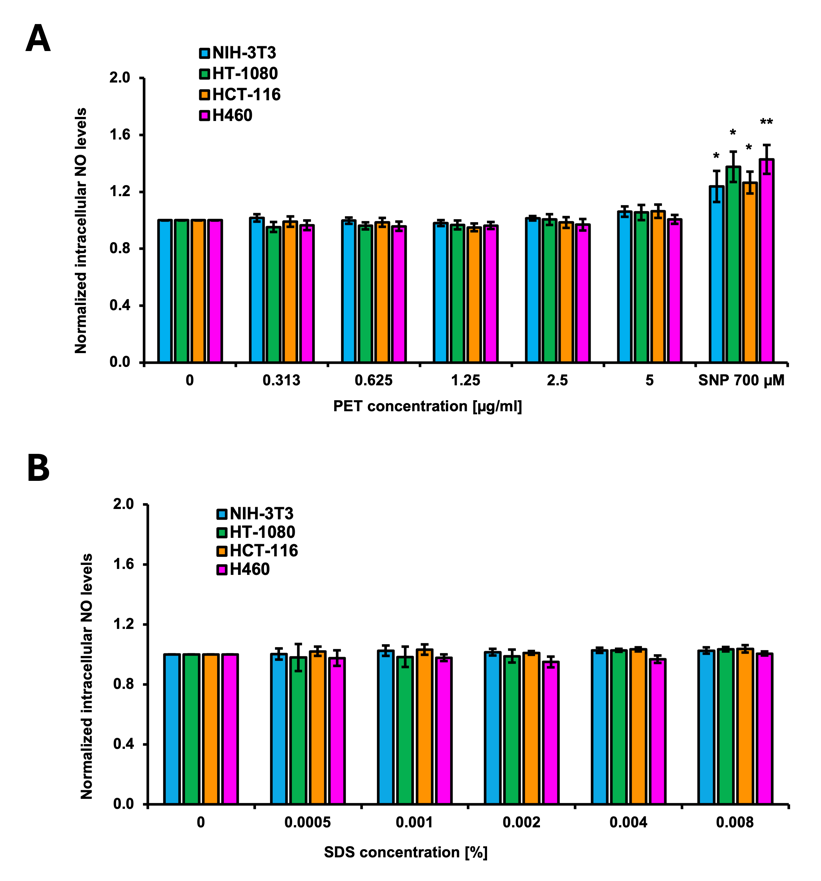 A
NIH-3T3
HT-1080
HCT-116
H460
Normalized intracellular NO levels
2.0
1.6
1.2
0.8
0.4
0.0
* * * **
0 0.313 0.625 1.25 2.5 5 SNP 700 µM
PET concentration [µg/ml]
B
NIH-3T3
HT-1080
HCT-116
H460
Normalized intracellular NO levels
2.0
1.6
1.2
0.8
0.4
0.0
0 0.0005 0.001 0.002 0.004 0.008
SDS concentration [%]